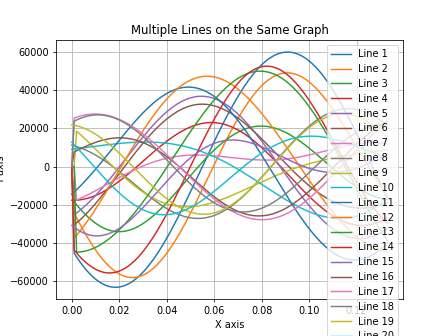 Multiple Lines on the Same Graph
60000
40000
20000
0
−20000
−40000
−60000
0.00
0.02
0.04
0.06
0.08
0.10
X axis
axis
Line 1
Line 2
Line 3
Line 4
Line 5
Line 6
Line 7
Line 8
Line 9
Line 10
Line 11
Line 12
Line 13
Line 14
Line 15
Line 16
Line 17
Line 18
Line 19
Line 20